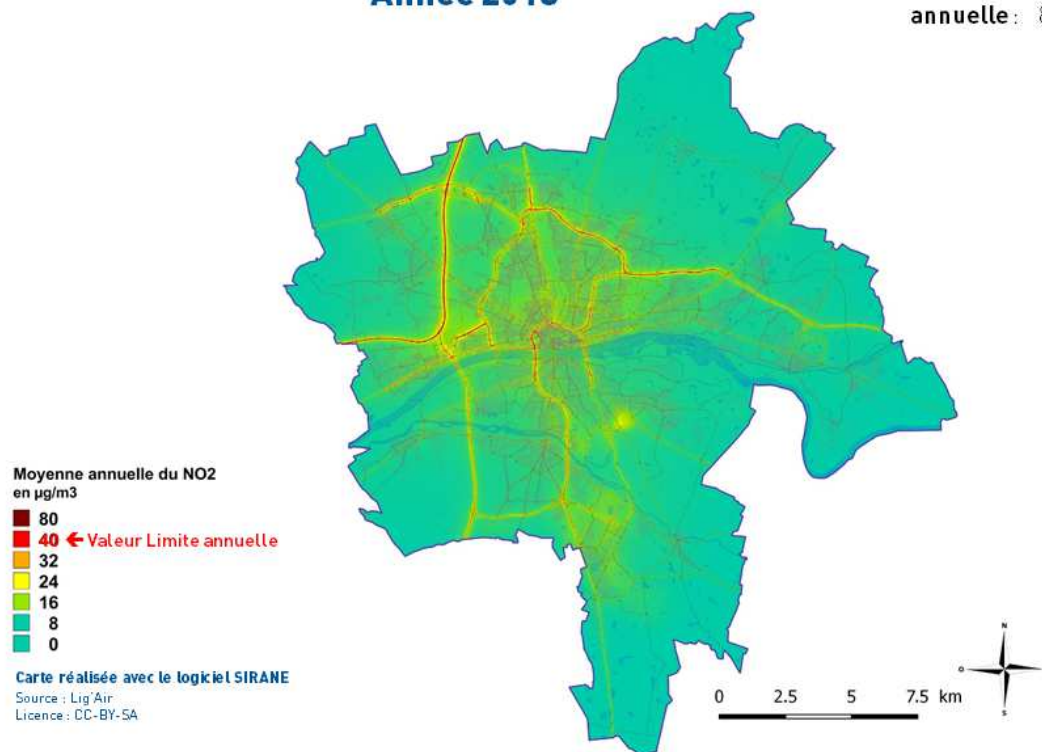 annuelle :
Moyenne annuelle du NO2
en µg/m3
80
40 ← Valeur Limite annuelle
32
24
16
8
0
Carte réalisée avec le logiciel SIRANE
Source : Lig'Air
Licence : CC-BY-SA
N
O
S
0 2.5 5 7.5 km